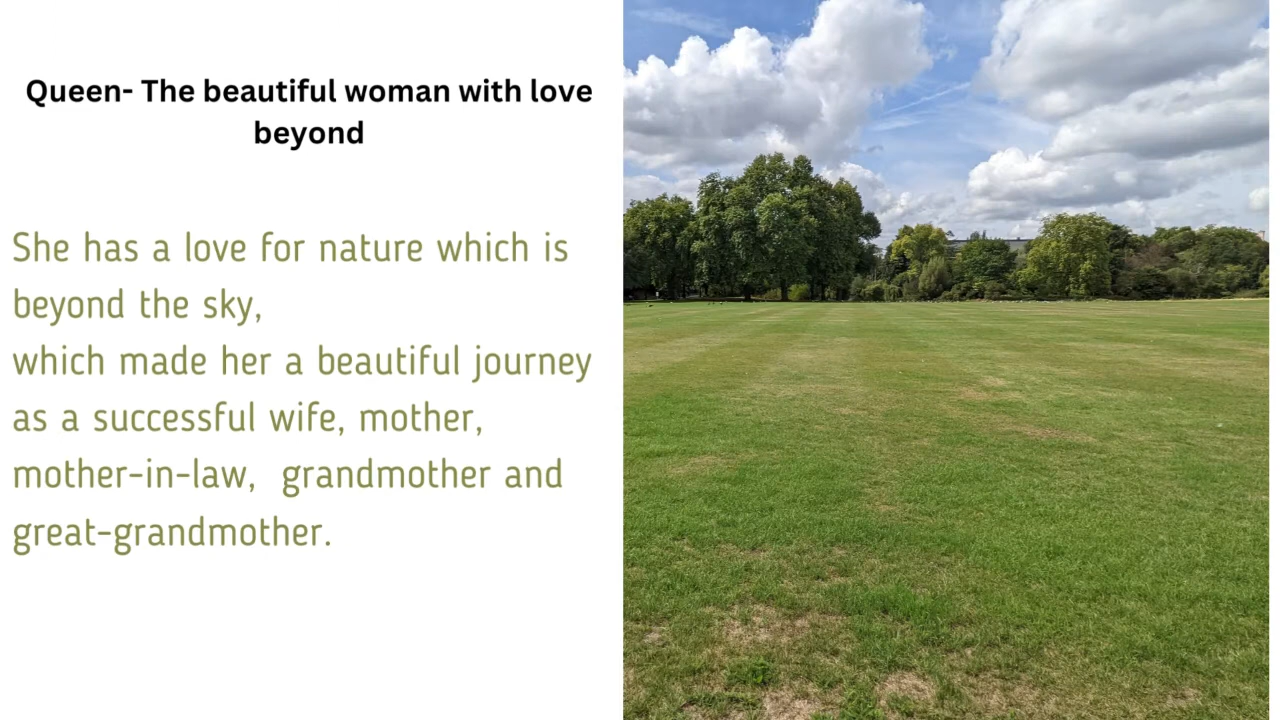 Queen- The beautiful woman with love
beyond
She has a love for nature which is
beyond the sky,
which made her a beautiful journey
as a successful wife, mother,
mother-in-law,  grandmother and
great-grandmother.